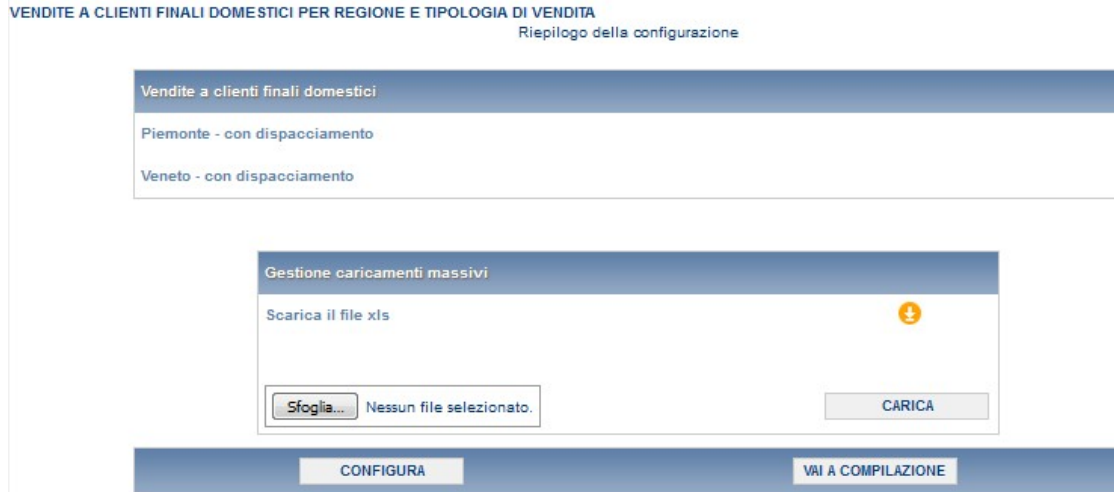 VENDITE A CLIENTI FINALI DOMESTICI PER REGIONE E TIPOLOGIA DI VENDITA
Riepilogo della configurazione
Vendite a clienti finali domestici
Piemonte - con dispacciamento
Veneto - con dispacciamento
Gestione caricamenti massivi
Scarica il file xls
Sfoglia... Nessun file selezionato. CARICA
CONFIGURA VAI A COMPILAZIONE